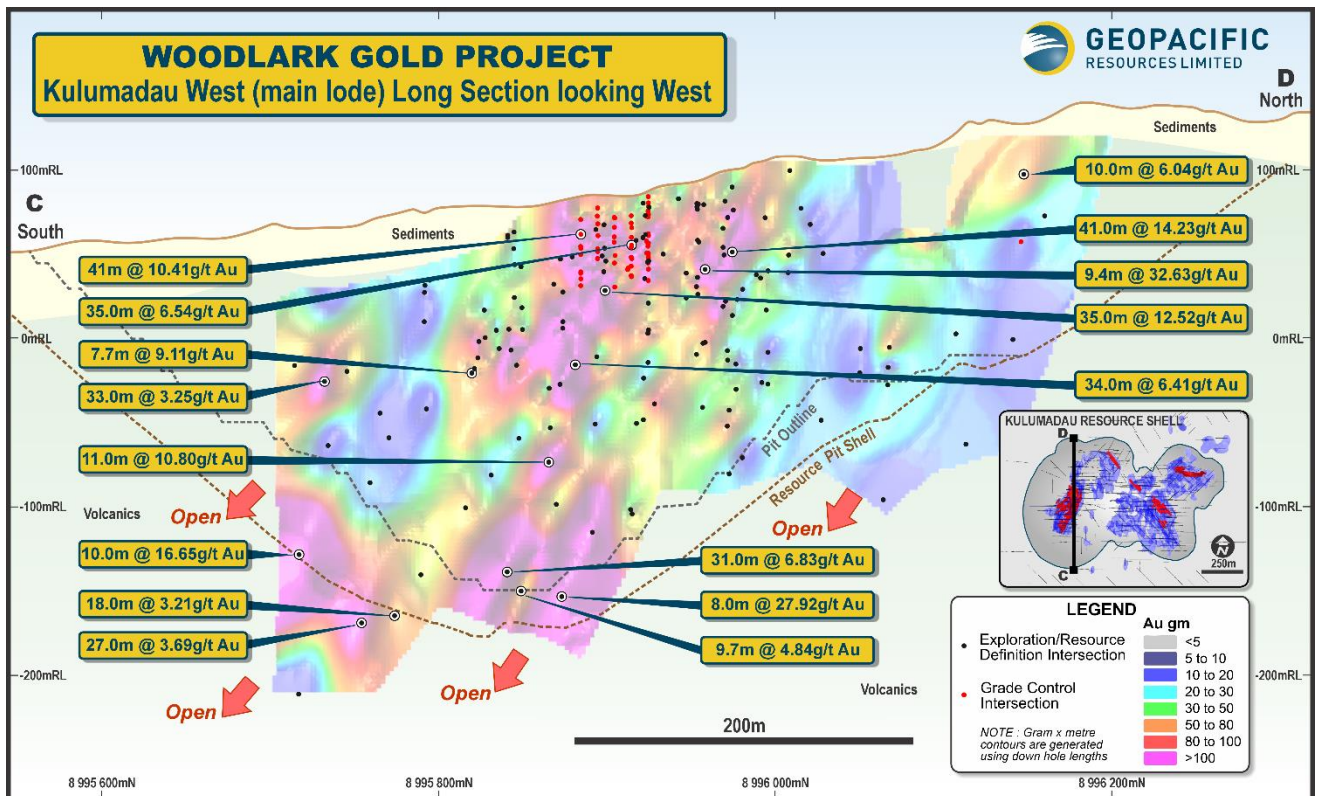 WOODLARK GOLD PROJECT
Kulumadau West (main lode) Long Section looking West
GEOPACIFIC
RESOURCES LIMITED
D
North
Sediments
100mRL
100mRL
C
South
Sediments
10.0m @ 6.04g/t Au
41.0m @ 14.23g/t Au
9.4m @ 32.63g/t Au
35.0m @ 12.52g/t Au
34.0m @ 6.41g/t Au
41m @ 10.41g/t Au
35.0m @ 6.54g/t Au
7.7m @ 9.11g/t Au
33.0m @ 3.25g/t Au
11.0m @ 10.80g/t Au
0mRL
0mRL
Pit Outline
Resource Pit Shell
Open
Open
-100mRL
-100mRL
Volcanics
10.0m @ 16.65g/t Au
18.0m @ 3.21g/t Au
27.0m @ 3.69g/t Au
31.0m @ 6.83g/t Au
8.0m @ 27.92g/t Au
9.7m @ 4.84g/t Au
-200mRL
-200mRL
Open
Open
Volcanics
200m
KULUMADAU RESOURCE SHELL
D
C
N
250m
LEGEND
Au gm
Exploration/Resource
Definition Intersection
Grade Control
Intersection
NOTE : Gram x metre
contours are generated
using down hole lengths
<5
5 to 10
10 to 20
20 to 30
30 to 50
50 to 80
80 to 100
>100
8 995 600mN
8 995 800mN
8 996 000mN
8 996 200mN